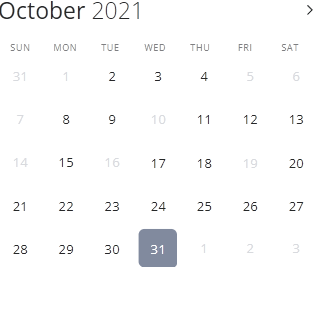 October 2021
SUN MON TUE WED THU FRI SAT
31 1 2 3 4 5 6
7 8 9 10 11 12 13
14 15 16 17 18 19 20
21 22 23 24 25 26 27
28 29 30 31 1 2 3